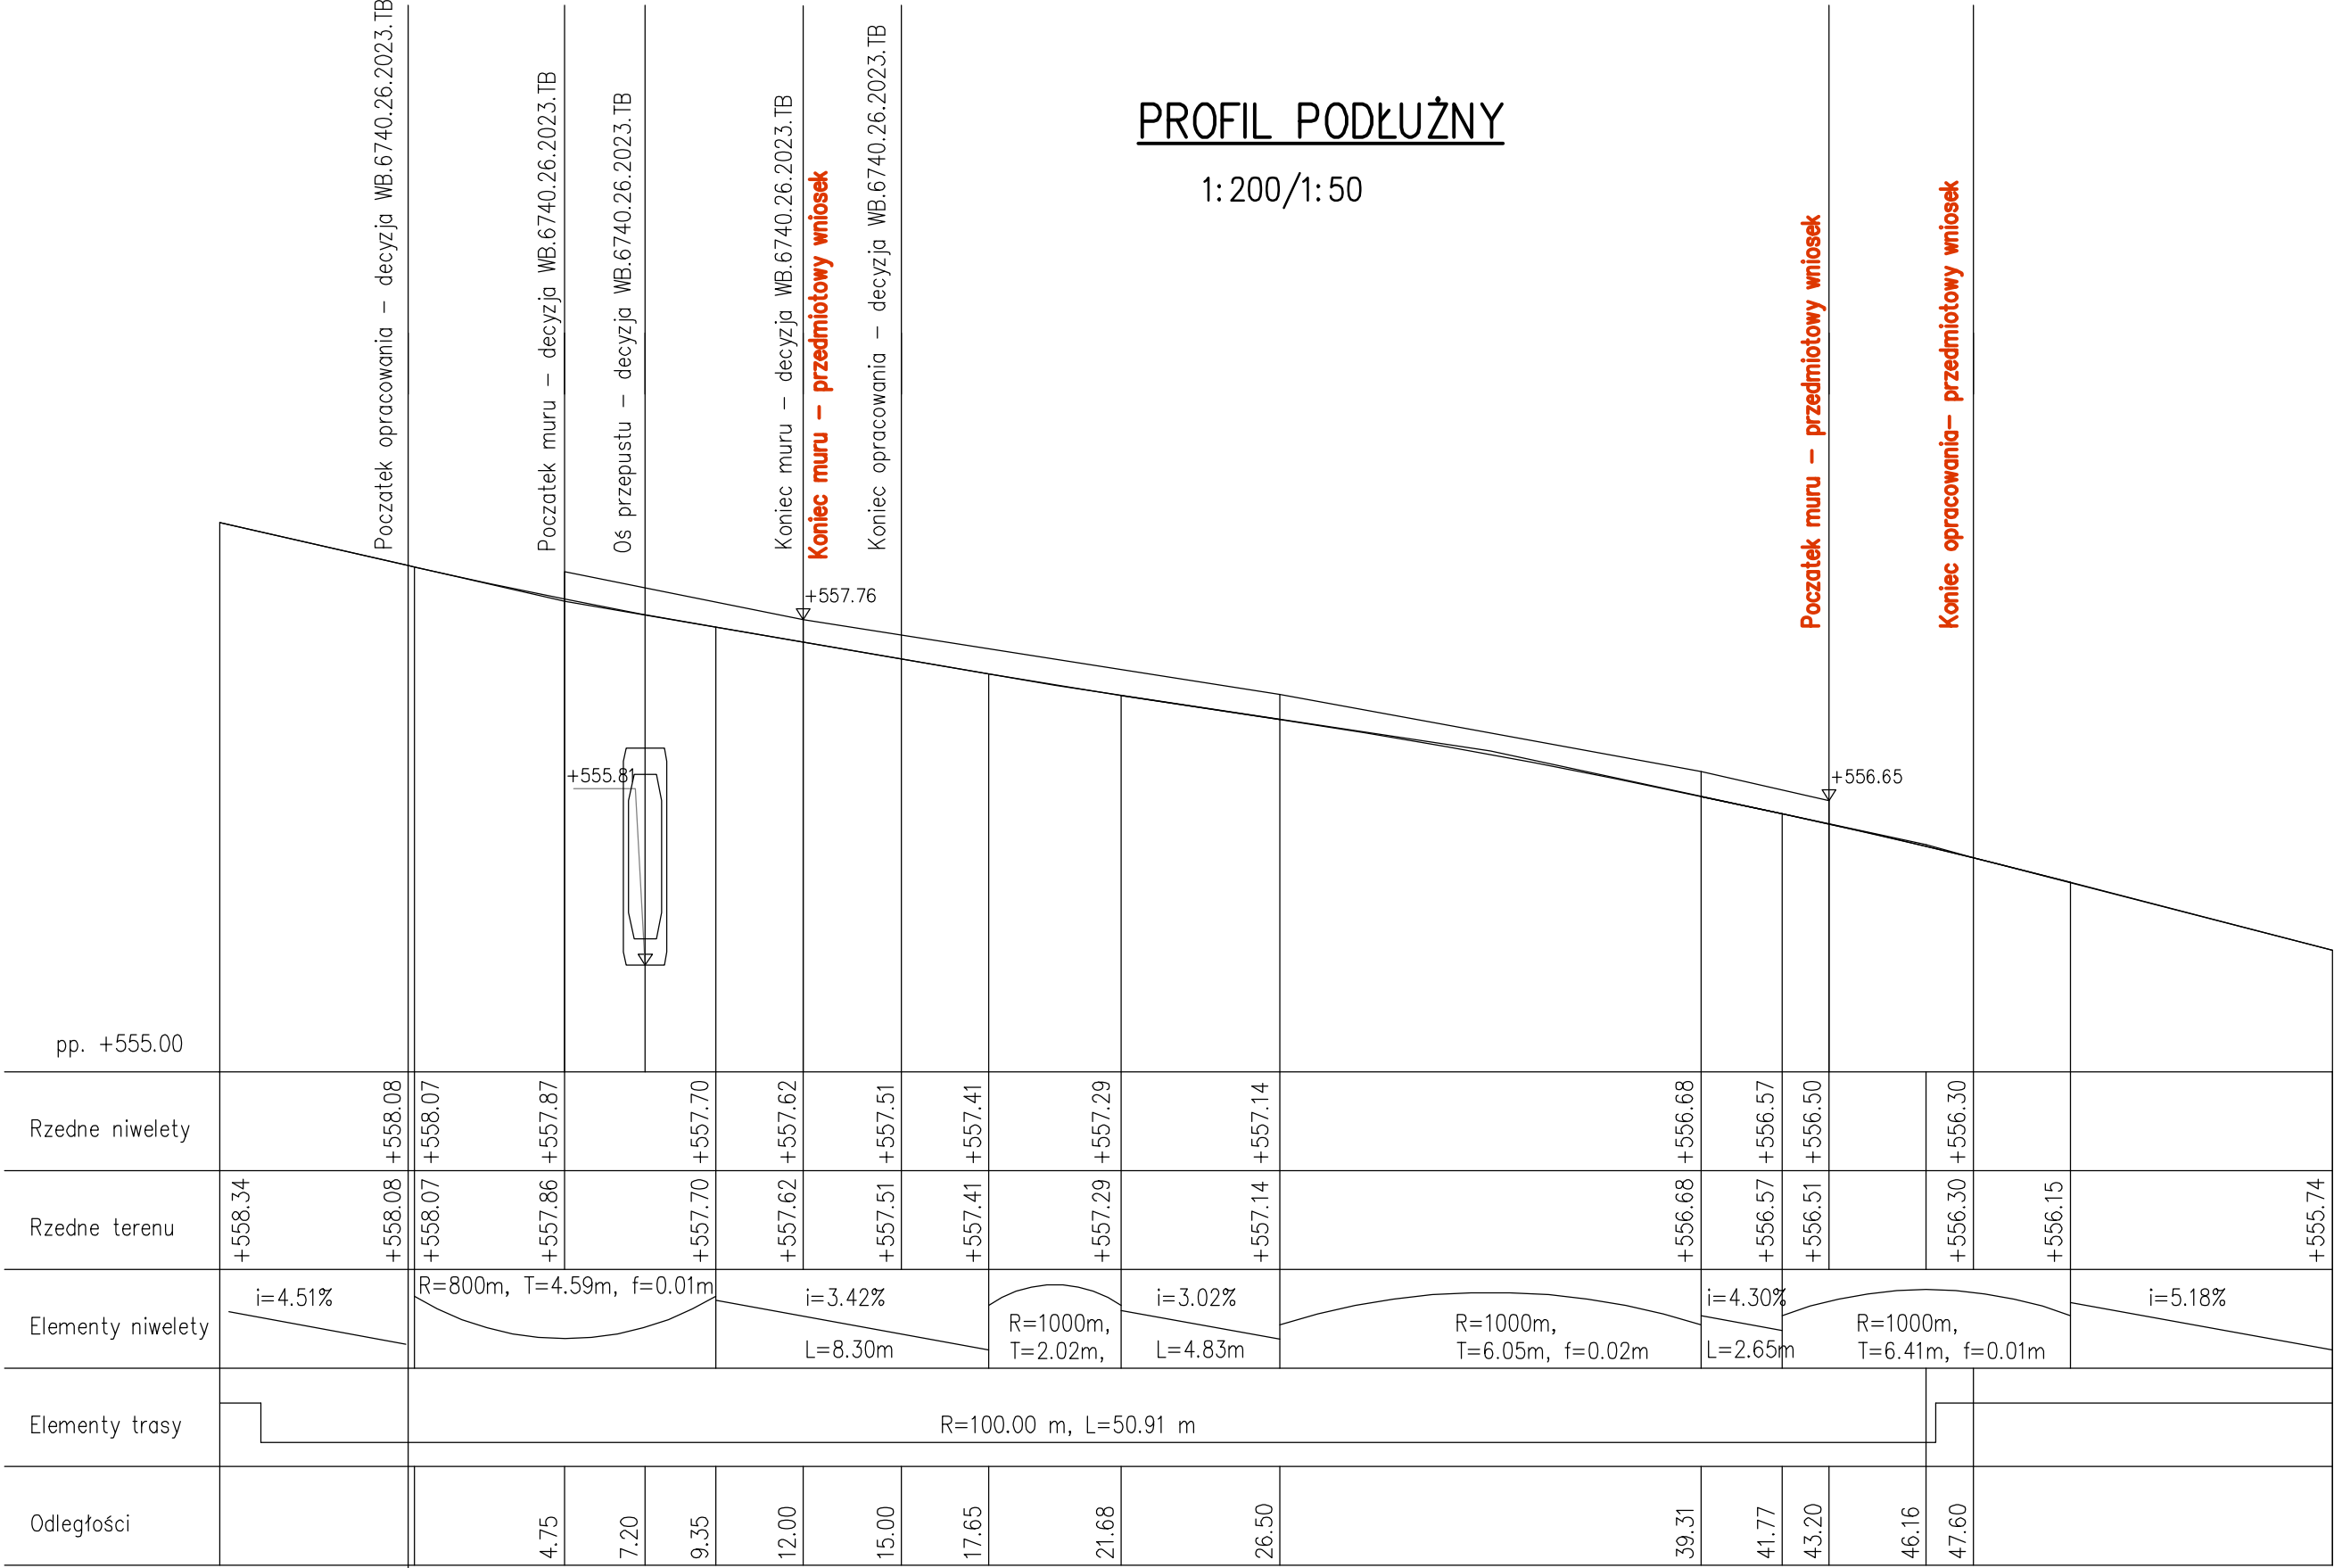 Poczatek opracowania - decyzja WB.6740.26.2023.TB
Poczatek muru - decyzja WB.6740.26.2023.TB
Oś przepustu - decyzja WB.6740.26.2023.TB
Koniec muru - decyzja WB.6740.26.2023.TB
Koniec muru - przedmiotowy wniosek
Koniec opracowania - decyzja WB.6740.26.2023.TB
PROFIL PODŁUŻNY
1:200/1:50
Poczatek muru - przedmiotowy wniosek
Koniec opracowania- przedmiotowy wniosek
+557.76
+555.81
+556.65
pp. +555.00
Rzedne niwelety
+558.08
+558.07
+557.87
+557.70
+557.62
+557.51
+557.41
+557.29
+557.14
+556.68
+556.57
+556.50
+556.30
Rzedne terenu
+558.34
+558.08
+558.07
+557.86
+557.70
+557.62
+557.51
+557.41
+557.29
+557.14
+556.68
+556.57
+556.51
+556.30
+556.15
+555.74
Elementy niwelety
i=4.51%
R=800m, T=4.59m, f=0.01m
i=3.42%
L=8.30m
R=1000m,
T=2.02m,
i=3.02%
L=4.83m
R=1000m,
T=6.05m, f=0.02m
i=4.30%
L=2.65m
R=1000m,
T=6.41m, f=0.01m
i=5.18%
Elementy trasy
R=100.00 m, L=50.91 m
Odległości
4.75
7.20
9.35
12.00
15.00
17.65
21.68
26.50
39.31
41.77
43.20
46.16
47.60